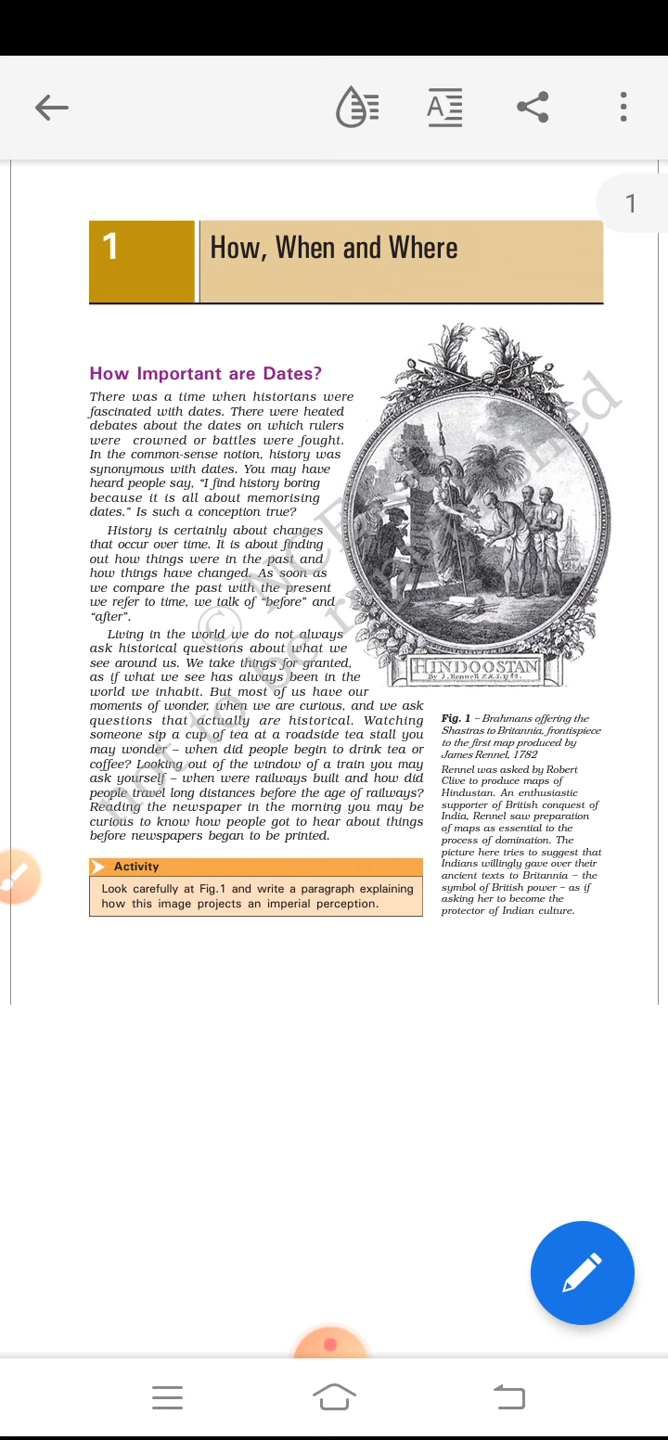 1
1
How, When and Where
How Important are Dates?
There was a time when historians were
fascinated with dates. There were heated
debates about the dates on which rulers
were crowned or battles were fought.
In the common-sense notion, history was
synonymous with dates. You may have
heard people say, “I find history boring
because it is all about memorising
dates.” Is such a conception true?
History is certainly about changes
that occur over time. It is about finding
out how things were in the past and
how things have changed. As soon as
we compare the past with the present
we refer to time, we talk of “before” and
“after”.
Living in the world we do not always
ask historical questions about what we
see around us. We take things for granted,
as if what we see has always been in the
world we inhabit. But most of us have our
moments of wonder, when we are curious, and we ask
questions that actually are historical. Watching
someone sip a cup of tea at a roadside tea stall you
may wonder – when did people begin to drink tea or
coffee? Looking out of the window of a train you may
ask yourself – when were railways built and how did
people travel long distances before the age of railways?
Reading the newspaper in the morning you may be
curious to know how people got to hear about things
before newspapers began to be printed.
Activity
Look carefully at Fig.1 and write a paragraph explaining
how this image projects an imperial perception.
HINDOOSTAN
By J. Rennell F.R.S. 1782.
Fig. 1 – Brahmans offering the
Shastras to Britannia, frontispiece
to the first map produced by
James Rennel, 1782
Rennel was asked by Robert
Clive to produce maps of
Hindustan. An enthusiastic
supporter of British conquest of
India, Rennel saw preparation
of maps as essential to the
process of domination. The
picture here tries to suggest that
Indians willingly gave over their
ancient texts to Britannia – the
symbol of British power – as if
asking her to become the
protector of Indian culture.
not to be